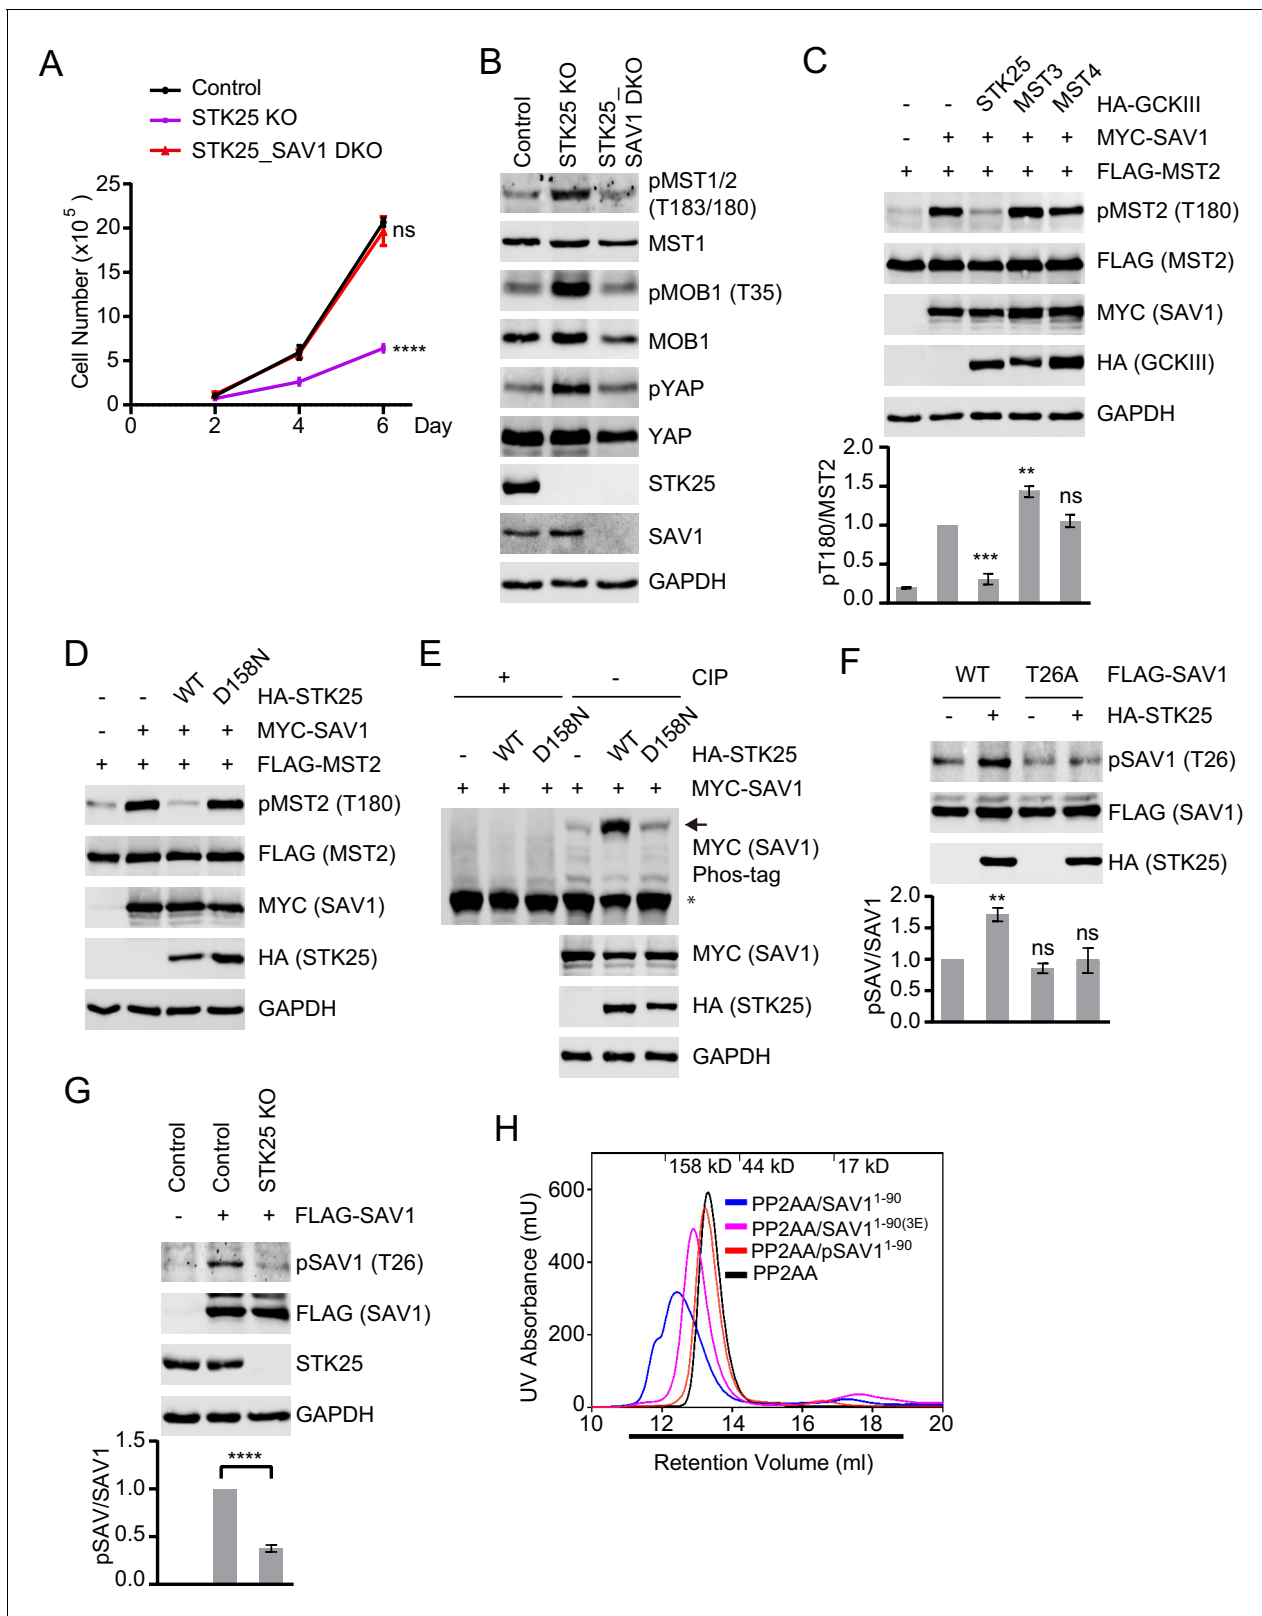 A
Control
STK25 KO
STK25_SAV1 DKO
Cell Number (x10^5)
25
20
15
10
5
0
0 2 4 6 Day
ns
****
B
Control
STK25 KO
STK25_
SAV1 DKO
pMST1/2
(T183/180)
MST1
pMOB1 (T35)
MOB1
pYAP
YAP
STK25
SAV1
GAPDH
C
- - STK25 MST3 MST4 HA-GCKIII
- + + + + MYC-SAV1
+ + + + + FLAG-MST2
pMST2 (T180)
FLAG (MST2)
MYC (SAV1)
HA (GCKIII)
GAPDH
pT180/MST2
2.0
1.5
1.0
0.5
0.0
***
**
ns
D
- - WT D158N HA-STK25
- + + + MYC-SAV1
+ + + + FLAG-MST2
pMST2 (T180)
FLAG (MST2)
MYC (SAV1)
HA (STK25)
GAPDH
E
+ - CIP
- WT D158N - WT D158N HA-STK25
+ + + + + + MYC-SAV1
MYC (SAV1)
Phos-tag
*
MYC (SAV1)
HA (STK25)
GAPDH
F
WT T26A FLAG-SAV1
- + - + HA-STK25
pSAV1 (T26)
FLAG (SAV1)
HA (STK25)
pSAV/SAV1
2.0
1.5
1.0
0.5
0.0
**
ns
ns
G
Control
Control
STK25 KO
- + + FLAG-SAV1
pSAV1 (T26)
FLAG (SAV1)
STK25
GAPDH
pSAV/SAV1
1.5
1.0
0.5
0.0
****
H
158 kD 44 kD 17 kD
PP2AA/SAV1^1-90
PP2AA/SAV1^1-90(3E)
PP2AA/pSAV1^1-90
PP2AA
UV Absorbance (mU)
600
400
200
0
10 12 14 16 18 20
Retention Volume (ml)